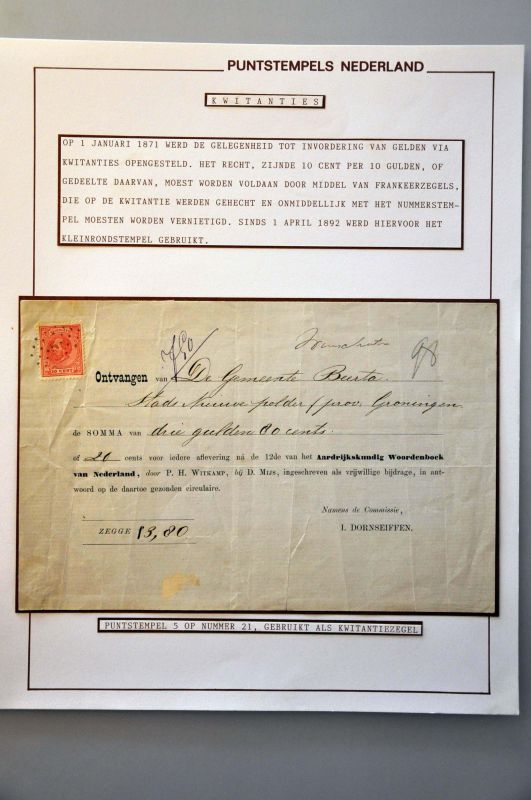 PUNTSTEMPELS NEDERLAND
KWITANTIES
OP 1 JANUARI 1871 WERD DE GELEGENHEID TOT INVORDERING VAN GELDEN VIA
KWITANTIES OPENGESTELD. HET RECHT, ZIJNDE 10 CENT PER 10 GULDEN, OF
GEDEELTE DAARVAN, MOEST WORDEN VOLDAAN DOOR MIDDEL VAN FRANKEERZEGELS,
DIE OP DE KWITANTIE WERDEN GEHECHT EN ONMIDDELIJK MET HET NUMMERSTEM-
PEL MOESTEN WORDEN VERNIETIGD. SINDS 1 APRIL 1892 WERD HIERVOOR HET
KLEINRONDSTEMPEL GEBRUIKT.
98
Ontvangen van De Gemeente Beerta.
Stads Nieuwe polder / prov. Groningen
de SOMMA van drie gulden 80 cents.
of 20 cents voor iedere aflevering ná de 12de van het Aardrijkskundig Woordenboek
van Nederland, door P. H. WITKAMP, bij D. MIJS, ingeschreven als vrijwillige bijdrage, in ant-
woord op de daartoe gezonden circulaire.
Namens de Commissie,
I. DORNSEIFFEN.
ZEGGE f3,80
PUNTSTEMPEL 5 OP NUMMER 21, GEBRUIKT ALS KWITANTIEZEGEL